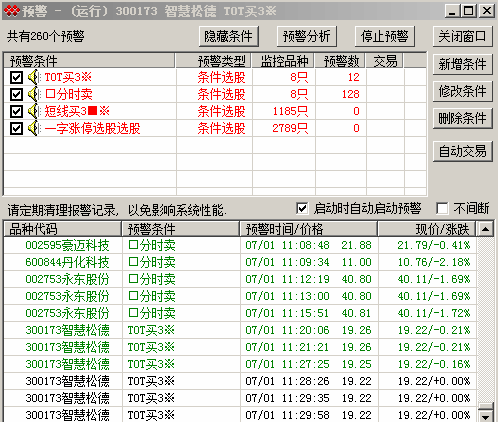 预警 - (运行) 300173 智慧松德 TOT买3※
共有260个预警 隐藏条件 预警分析 停止预警 关闭窗口
预警条件 预警类型 监控品种 预警数 交易 新增条件
TOT买3※ 条件选股 8只 12
口分时卖 条件选股 8只 128 修改条件
短线买3■※ 条件选股 1185只 0 删除条件
一字涨停选股选股 条件选股 2789只 0
自动交易
请定期清理报警记录, 以免影响系统性能. 启动时自动启动预警 不间断
品种代码 预警条件 预警时间/价格 现价/涨跌
002595豪迈科技 口分时卖 07/01 11:08:48 21.88 21.79/-0.41%
600844丹化科技 口分时卖 07/01 11:09:34 11.00 10.76/-2.18%
002753永东股份 口分时卖 07/01 11:12:19 40.80 40.11/-1.69%
002753永东股份 口分时卖 07/01 11:13:00 40.80 40.11/-1.69%
002753永东股份 口分时卖 07/01 11:15:51 40.81 40.11/-1.72%
300173智慧松德 TOT买3※ 07/01 11:20:06 19.26 19.22/-0.21%
300173智慧松德 TOT买3※ 07/01 11:21:21 19.26 19.22/-0.21%
300173智慧松德 TOT买3※ 07/01 11:27:25 19.25 19.22/-0.16%
300173智慧松德 TOT买3※ 07/01 11:28:26 19.22 19.22/+0.00%
300173智慧松德 TOT买3※ 07/01 11:29:35 19.22 19.22/+0.00%
300173智慧松德 TOT买3※ 07/01 11:29:58 19.22 19.22/+0.00%